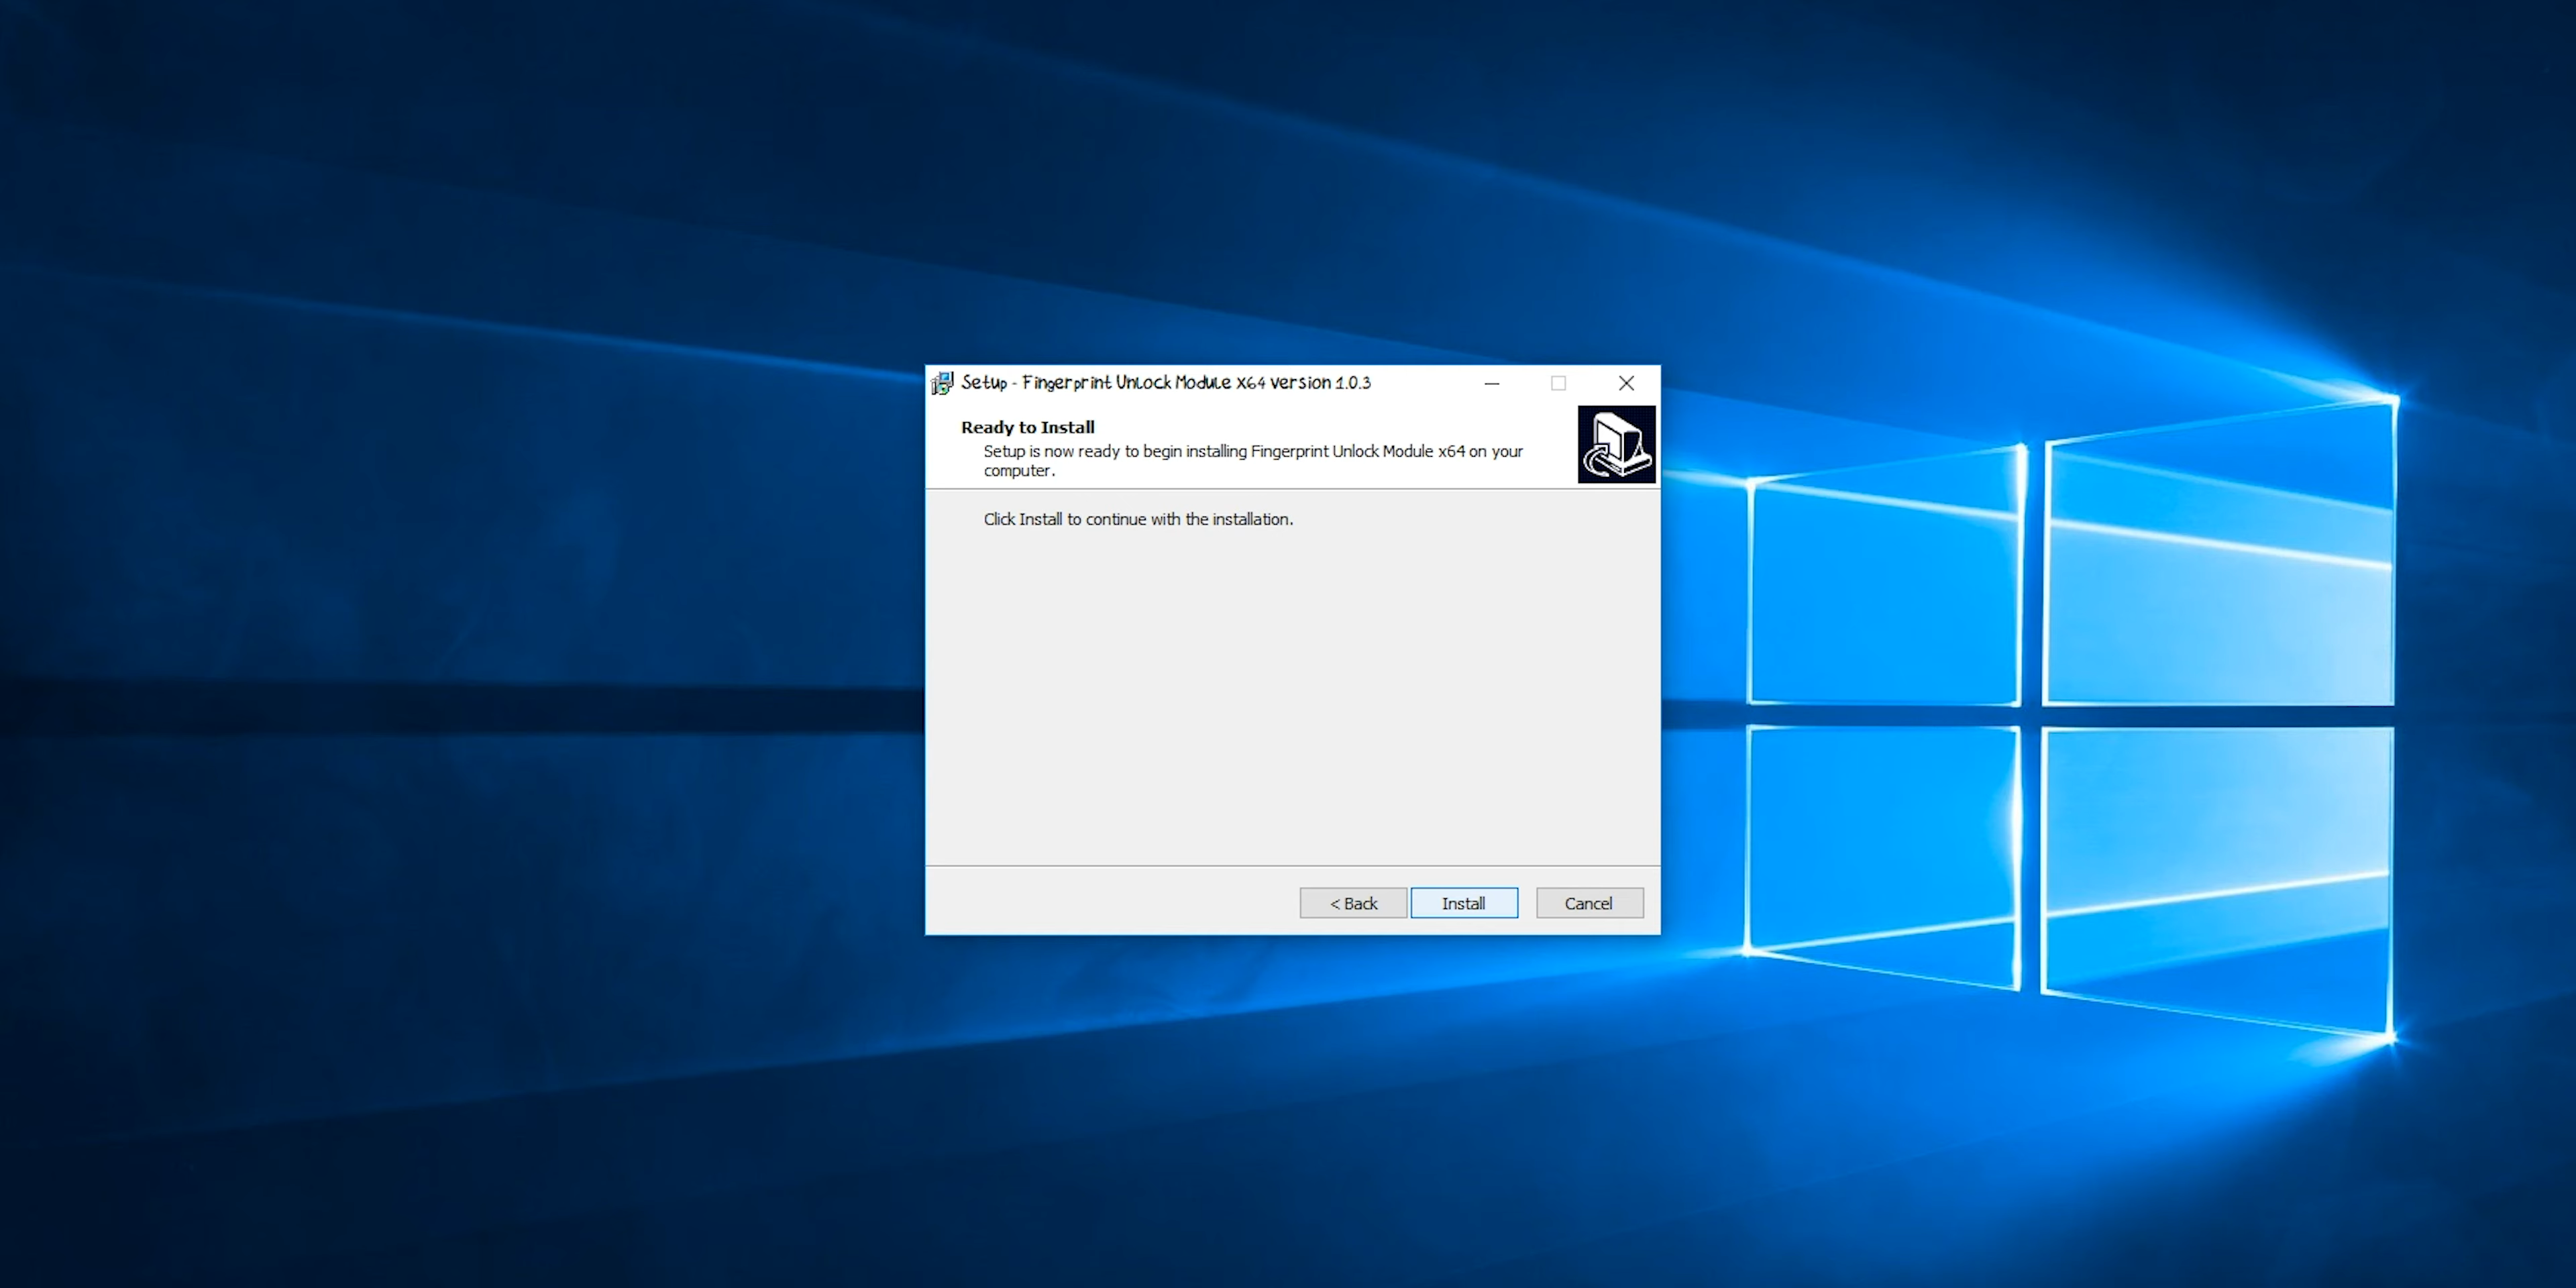 Setup - Fingerprint Unlock Module x64 version 1.0.3
Ready to Install
Setup is now ready to begin installing Fingerprint Unlock Module x64 on your
computer.
Click Install to continue with the installation.
< Back
Install
Cancel